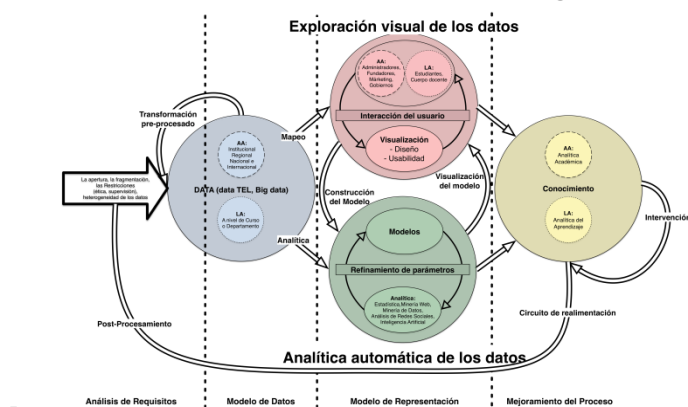 Exploración visual de los datos
AA:
Administradores,
Fundadores,
Márketing,
Gobiernos
LA:
Estudiantes,
Cuerpo docente
Transformación
pre-procesado
Interacción del usuario
Mapeo
Visualización
- Diseño
- Usabilidad
AA:
Institucional
Regional
Nacional e
Internacional
AA:
Analítica
Académica
La apertura, la fragmentación,
las Restricciones
(ética, supervisión),
heterogeneidad de los datos
DATA (data TEL, Big data)
Construcción
del Modelo
Visualización
del modelo
Conocimiento
LA:
A nivel de Curso
o Departamento
LA:
Analítica del
Aprendizaje
Intervención
Analítica
Modelos
Refinamiento de parámetros
Analítica:
Estadística,Minería Web,
Minería de Datos,
Análisis de Redes Sociales,
Inteligencia Artificial
Post-Procesamiento
Circuito de realimentación
Analítica automática de los datos
Análisis de Requisitos
Modelo de Datos
Modelo de Representación
Mejoramiento del Proceso